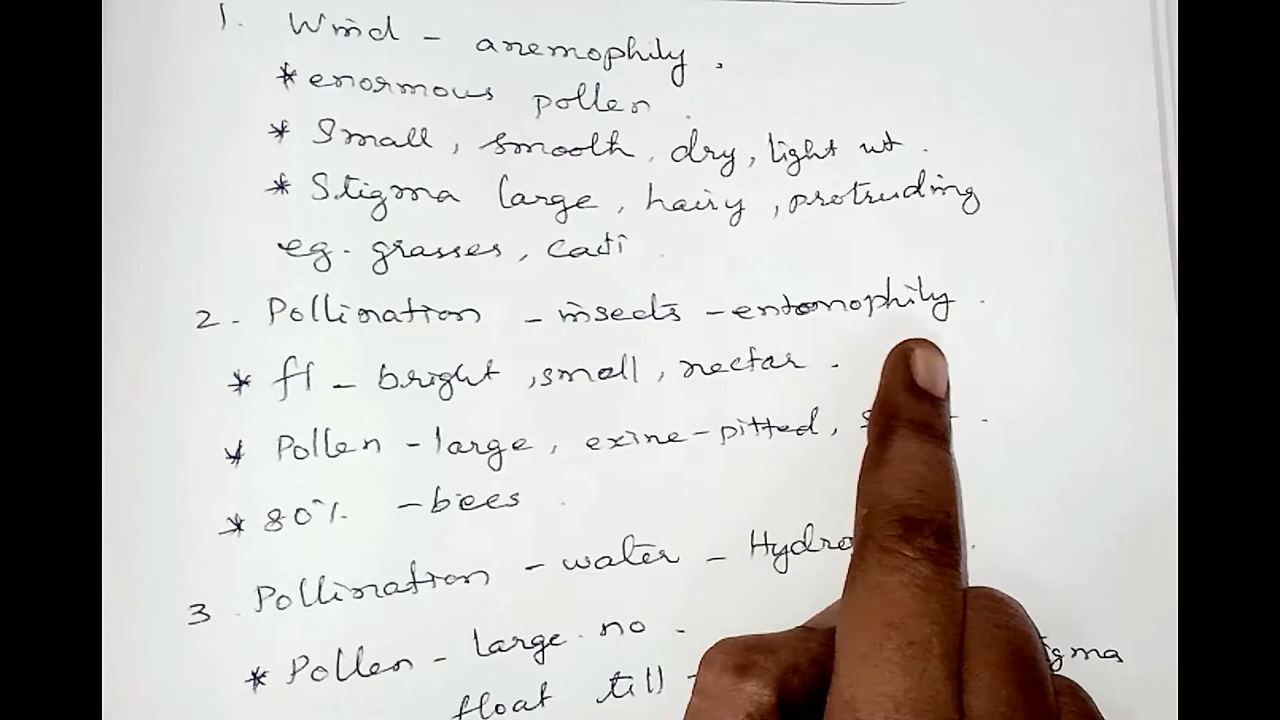 1. Wind - anemophily.
* enormous pollen.
* Small, smooth, dry, light wt.
* Stigma large, hairy, protruding
eg. grasses, cacti.
2. Pollination - insects - entomophily.
* fl - bright, small, nectar.
* Pollen - large, exine - pitted,
* 80% - bees.
3. Pollination - water - Hydro
* Pollen - large no.
float till